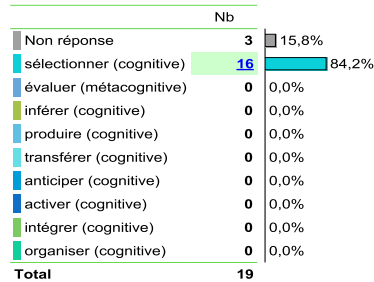 Nb
Non réponse 3 15,8%
sélectionner (cognitive) 16 84,2%
évaluer (métacognitive) 0 0,0%
inférer (cognitive) 0 0,0%
produire (cognitive) 0 0,0%
transférer (cognitive) 0 0,0%
anticiper (cognitive) 0 0,0%
activer (cognitive) 0 0,0%
intégrer (cognitive) 0 0,0%
organiser (cognitive) 0 0,0%
Total 19